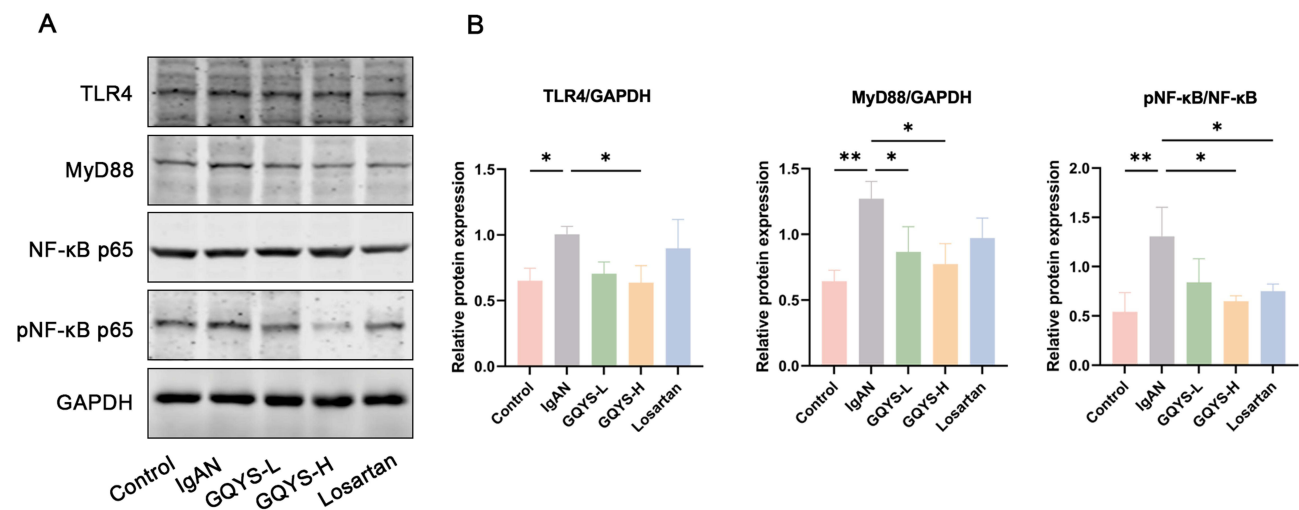 A
TLR4
MyD88
NF-κB p65
pNF-κB p65
GAPDH
Control
IgAN
GQYS-L
GQYS-H
Losartan
B
TLR4/GAPDH
Relative protein expression
1.5
1.0
0.5
0.0
*
*
Control
IgAN
GQYS-L
GQYS-H
Losartan
MyD88/GAPDH
Relative protein expression
1.5
1.0
0.5
0.0
*
**
*
Control
IgAN
GQYS-L
GQYS-H
Losartan
pNF-κB/NF-κB
Relative protein expression
2.0
1.5
1.0
0.5
0.0
*
**
*
Control
IgAN
GQYS-L
GQYS-H
Losartan